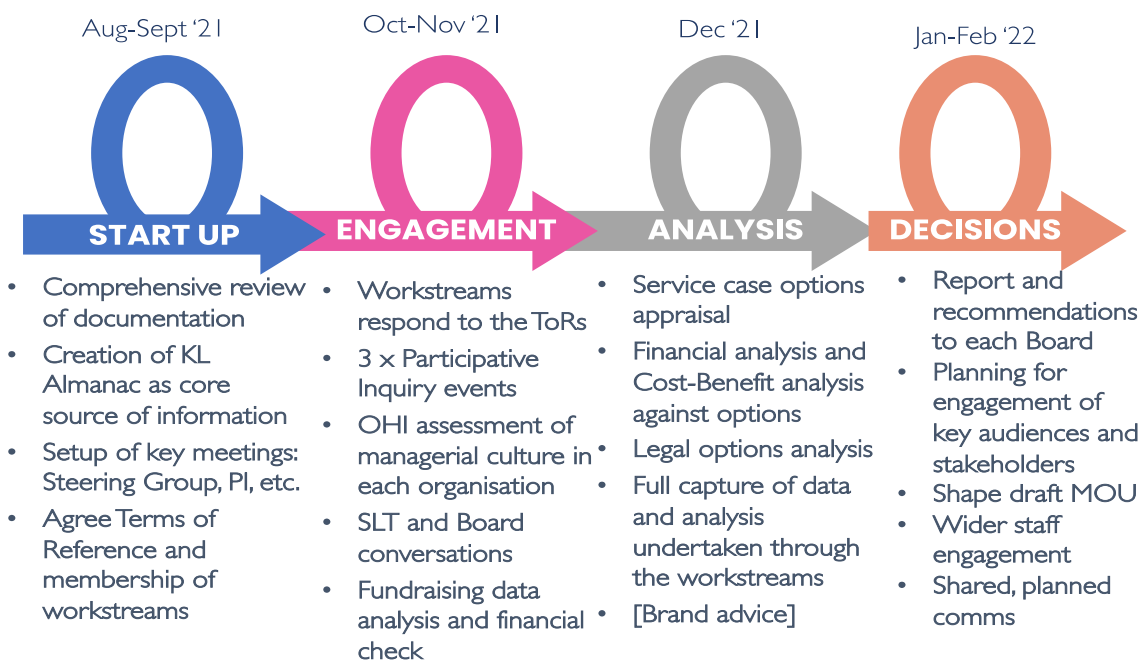 Aug-Sept ‘21
START UP
• Comprehensive review
of documentation
• Creation of KL
Almanac as core
source of information
• Setup of key meetings:
Steering Group, PI, etc.
• Agree Terms of
Reference and
membership of
workstreams
Oct-Nov ‘21
ENGAGEMENT
• Workstreams
respond to the ToRs
• 3 x Participative
Inquiry events
• OHI assessment of
managerial culture in
each organisation
• SLT and Board
conversations
• Fundraising data
analysis and financial
check
Dec ‘21
ANALYSIS
• Service case options
appraisal
• Financial analysis and
Cost-Benefit analysis
against options
• Legal options analysis
• Full capture of data
and analysis
undertaken through
the workstreams
• [Brand advice]
Jan-Feb ‘22
DECISIONS
• Report and
recommendations
to each Board
• Planning for
engagement of
key audiences and
stakeholders
• Shape draft MOU
• Wider staff
engagement
• Shared, planned
comms